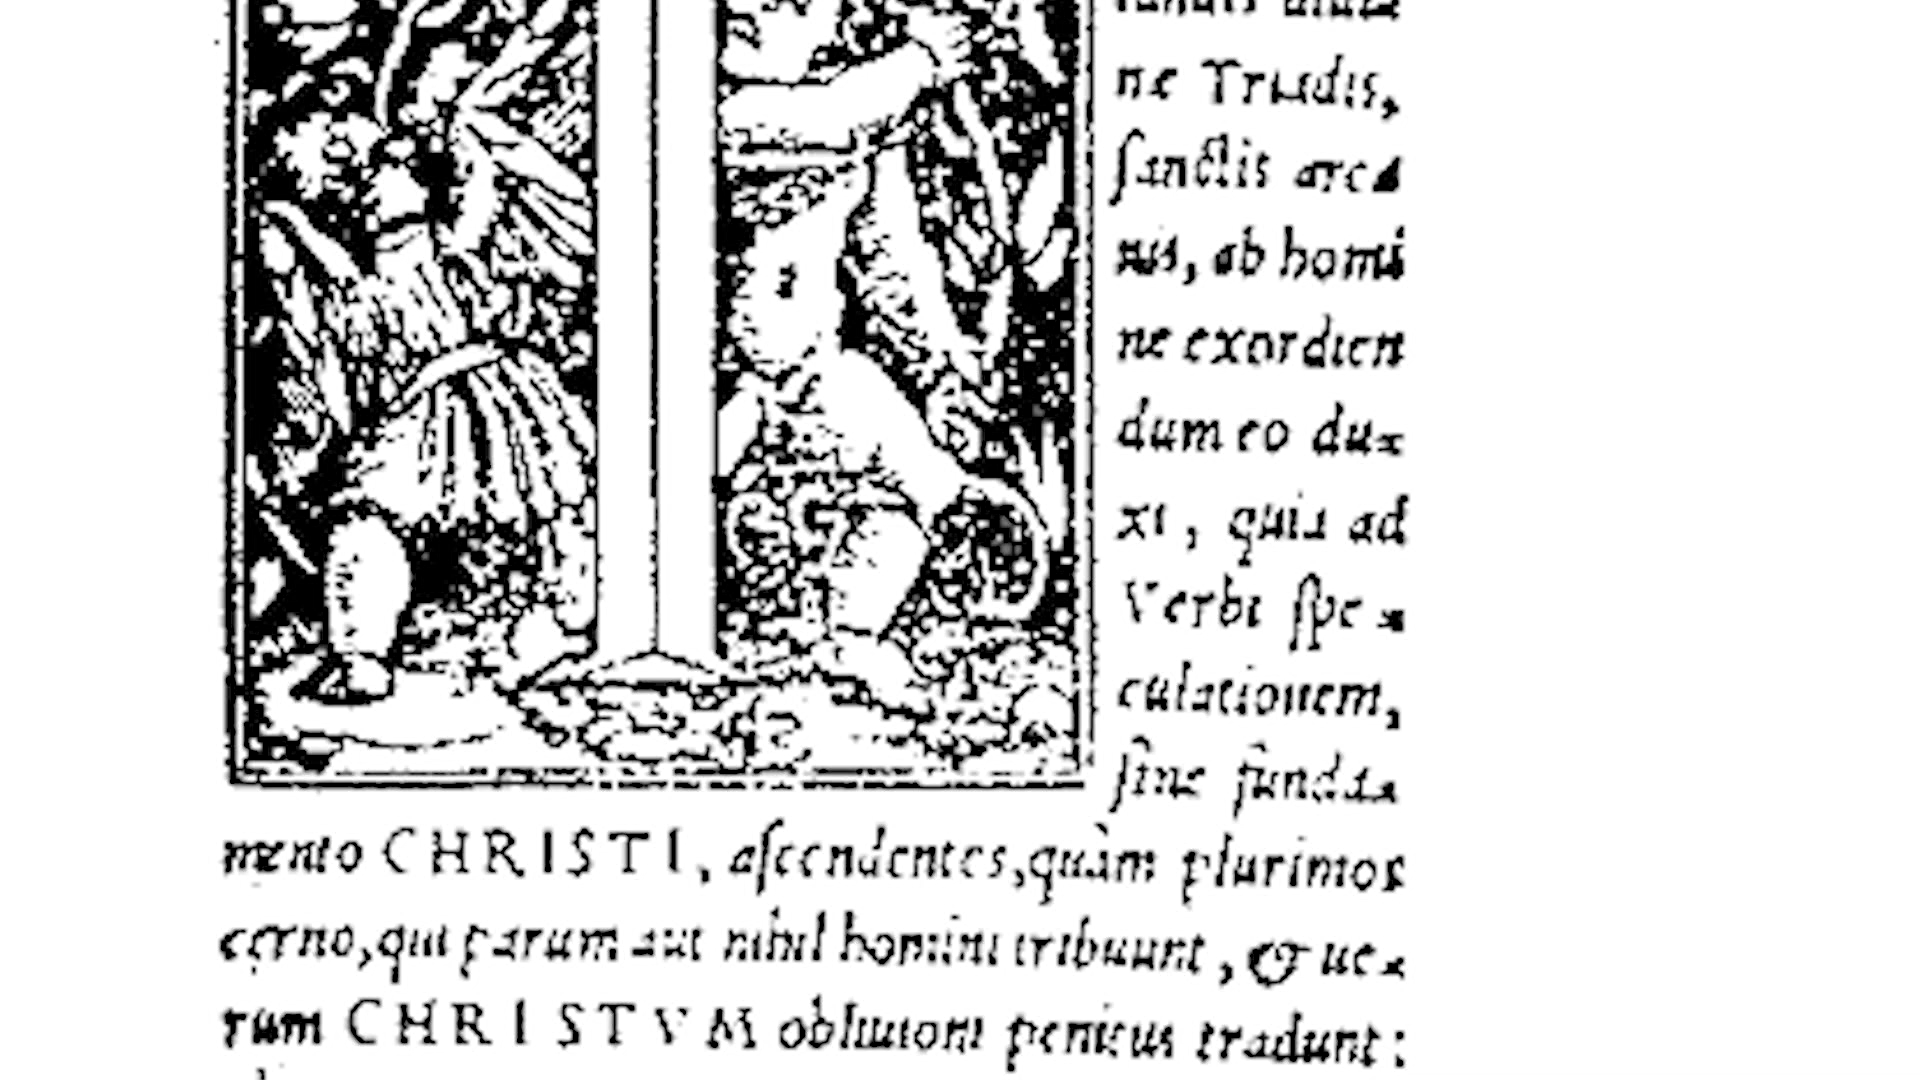 ne Triadis,
ſanctis arca
nis, ab homi
ne exordien
dum eo du-
xi, quia ad
Verbi ſpe-
culationem,
ſine funda-
mento CHRISTI, aſcendentes, quàm plurimos
cerno, qui parum aut nihil homini tribuunt, & ue-
rum CHRISTVM obliuioni penitus tradunt: